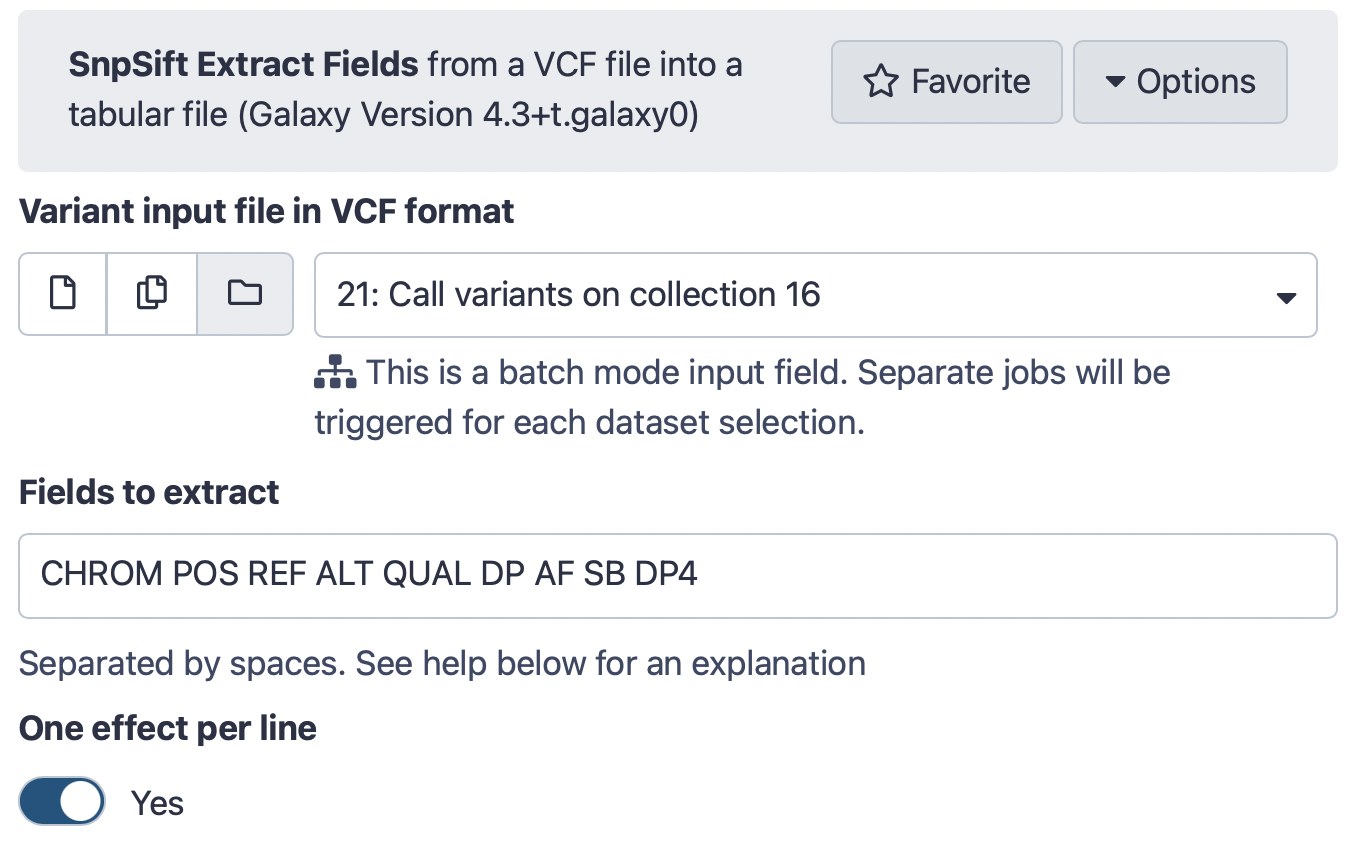 SnpSift Extract Fields from a VCF file into a
tabular file (Galaxy Version 4.3+t.galaxy0)
Favorite
Options
Variant input file in VCF format
21: Call variants on collection 16
This is a batch mode input field. Separate jobs will be
triggered for each dataset selection.
Fields to extract
CHROM POS REF ALT QUAL DP AF SB DP4
Separated by spaces. See help below for an explanation
One effect per line
Yes